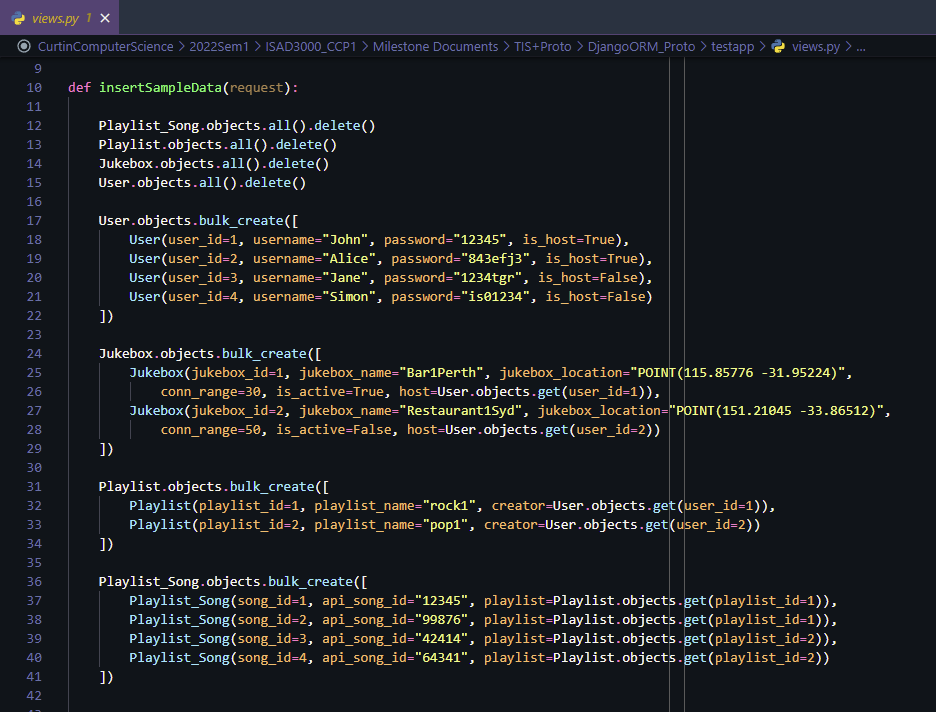 views.py 1 ×
CurtinComputerScience > 2022Sem1 > ISAD3000_CCP1 > Milestone Documents > TIS+Proto > DjangoORM_Proto > testapp > views.py > ...
9
10 def insertSampleData(request):
11
12     Playlist_Song.objects.all().delete()
13     Playlist.objects.all().delete()
14     Jukebox.objects.all().delete()
15     User.objects.all().delete()
16
17     User.objects.bulk_create([
18         User(user_id=1, username="John", password="12345", is_host=True),
19         User(user_id=2, username="Alice", password="843efj3", is_host=True),
20         User(user_id=3, username="Jane", password="1234tgr", is_host=False),
21         User(user_id=4, username="Simon", password="is01234", is_host=False)
22     ])
23
24     Jukebox.objects.bulk_create([
25         Jukebox(jukebox_id=1, jukebox_name="Bar1Perth", jukebox_location="POINT(115.85776 -31.95224)",
26             conn_range=30, is_active=True, host=User.objects.get(user_id=1)),
27         Jukebox(jukebox_id=2, jukebox_name="Restaurant1Syd", jukebox_location="POINT(151.21045 -33.86512)",
28             conn_range=50, is_active=False, host=User.objects.get(user_id=2))
29     ])
30
31     Playlist.objects.bulk_create([
32         Playlist(playlist_id=1, playlist_name="rock1", creator=User.objects.get(user_id=1)),
33         Playlist(playlist_id=2, playlist_name="pop1", creator=User.objects.get(user_id=2))
34     ])
35
36     Playlist_Song.objects.bulk_create([
37         Playlist_Song(song_id=1, api_song_id="12345", playlist=Playlist.objects.get(playlist_id=1)),
38         Playlist_Song(song_id=2, api_song_id="99876", playlist=Playlist.objects.get(playlist_id=1)),
39         Playlist_Song(song_id=3, api_song_id="42414", playlist=Playlist.objects.get(playlist_id=2)),
40         Playlist_Song(song_id=4, api_song_id="64341", playlist=Playlist.objects.get(playlist_id=2))
41     ])
42